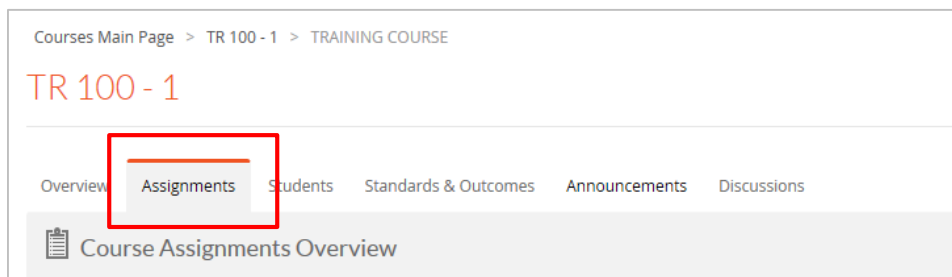 Courses Main Page > TR 100 - 1 > TRAINING COURSE
TR 100 - 1
Overview Assignments Students Standards & Outcomes Announcements Discussions
Course Assignments Overview